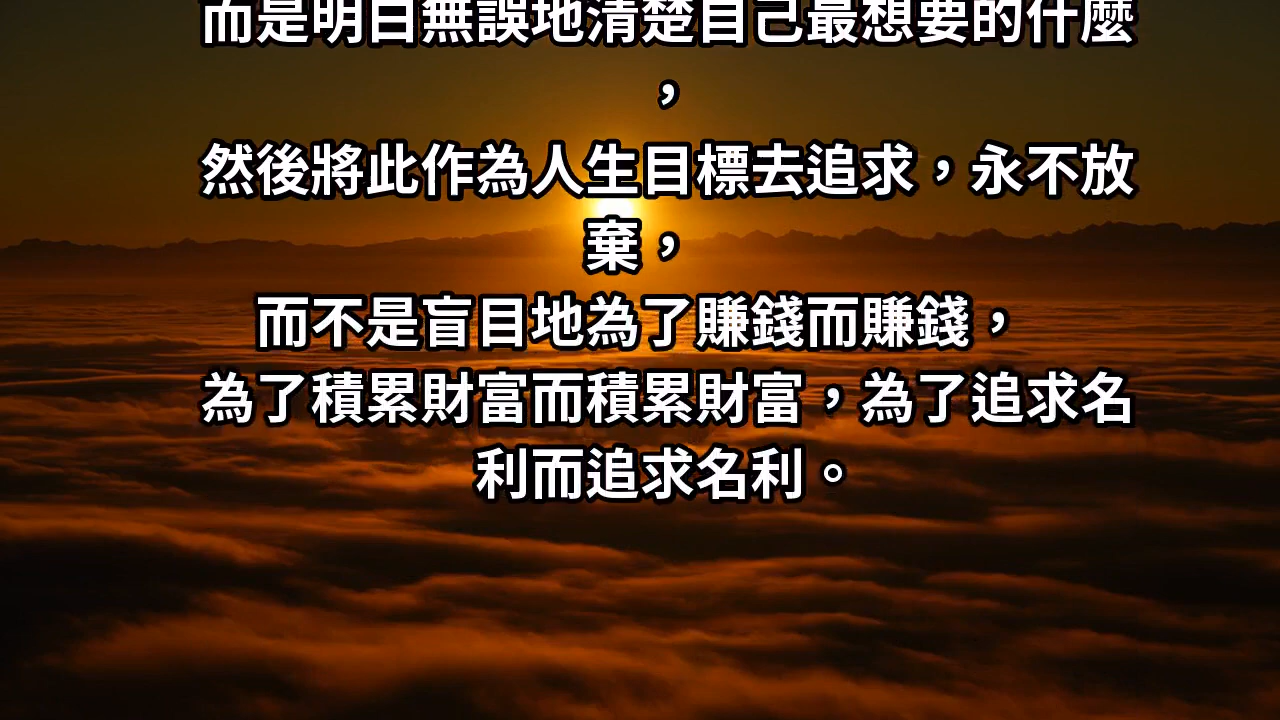 而是明白無誤地清楚自己最想要的什麼
，
然後將此作為人生目標去追求，永不放
棄，
而不是盲目地為了賺錢而賺錢，
為了積累財富而積累財富，為了追求名
利而追求名利。